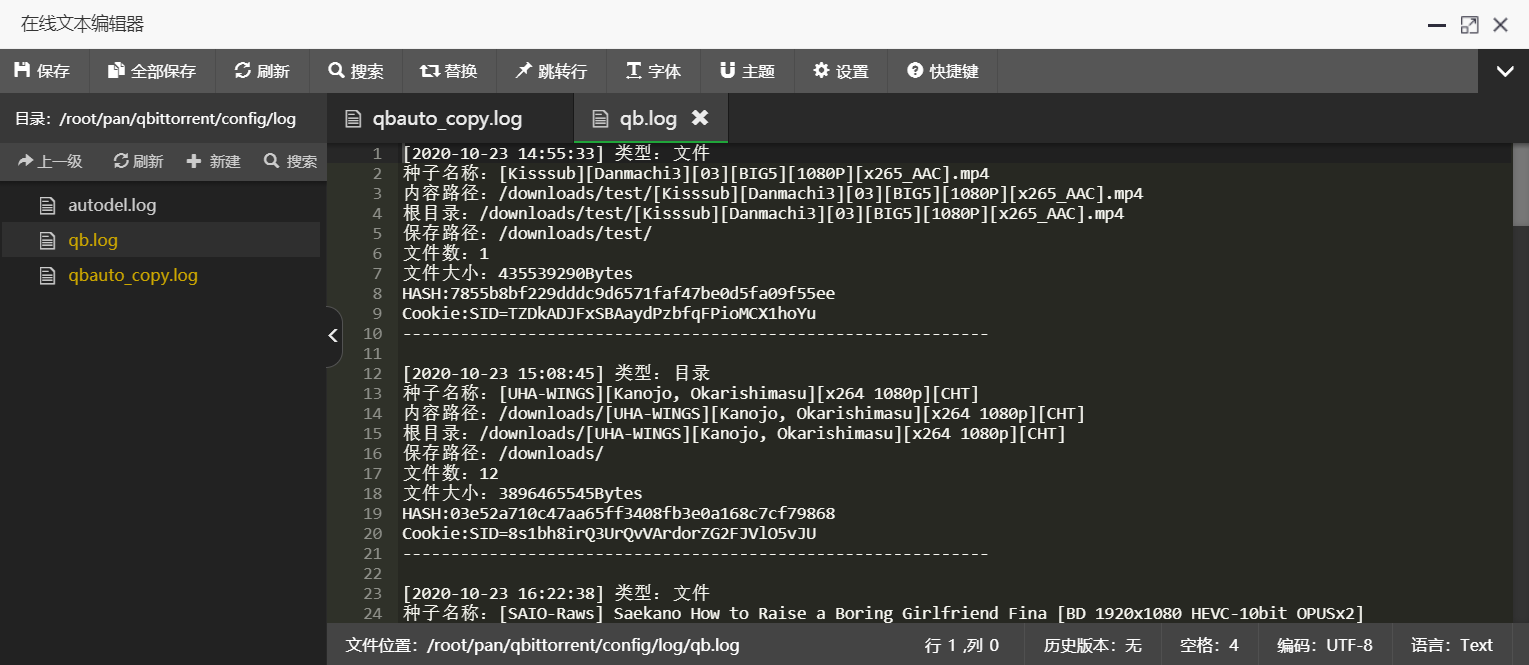 在线文本编辑器
保存 全部保存 刷新 搜索 替换 跳转行 字体 主题 设置 快捷键
目录：/root/pan/qbittorrent/config/log
上一级 刷新 新建 搜索
autodel.log
qb.log
qbauto_copy.log
qbauto_copy.log qb.log
1 [2020-10-23 14:55:33] 类型：文件
2 种子名称：[Kisssub][Danmachi3][03][BIG5][1080P][x265_AAC].mp4
3 内容路径：/downloads/test/[Kisssub][Danmachi3][03][BIG5][1080P][x265_AAC].mp4
4 根目录：/downloads/test/[Kisssub][Danmachi3][03][BIG5][1080P][x265_AAC].mp4
5 保存路径：/downloads/test/
6 文件数：1
7 文件大小：435539290Bytes
8 HASH:7855b8bf229dddc9d6571faf47be0d5fa09f55ee
9 Cookie:SID=TZDkADJFxSBAaydPzbfqFPioMCX1hoYu
10 -------------------------------------------------------------
11
12 [2020-10-23 15:08:45] 类型：目录
13 种子名称：[UHA-WINGS][Kanojo, Okarishimasu][x264 1080p][CHT]
14 内容路径：/downloads/[UHA-WINGS][Kanojo, Okarishimasu][x264 1080p][CHT]
15 根目录：/downloads/[UHA-WINGS][Kanojo, Okarishimasu][x264 1080p][CHT]
16 保存路径：/downloads/
17 文件数：12
18 文件大小：3896465545Bytes
19 HASH:03e52a710c47aa65ff3408fb3e0a168c7cf79868
20 Cookie:SID=8s1bh8irQ3UrQvVArdorZG2FJVlO5vJU
21 -------------------------------------------------------------
22
23 [2020-10-23 16:22:38] 类型：文件
24 种子名称：[SAIO-Raws] Saekano How to Raise a Boring Girlfriend Fina [BD 1920x1080 HEVC-10bit OPUSx2]
文件位置：/root/pan/qbittorrent/config/log/qb.log 行 1 ,列 0 历史版本：无 空格：4 编码：UTF-8 语言：Text